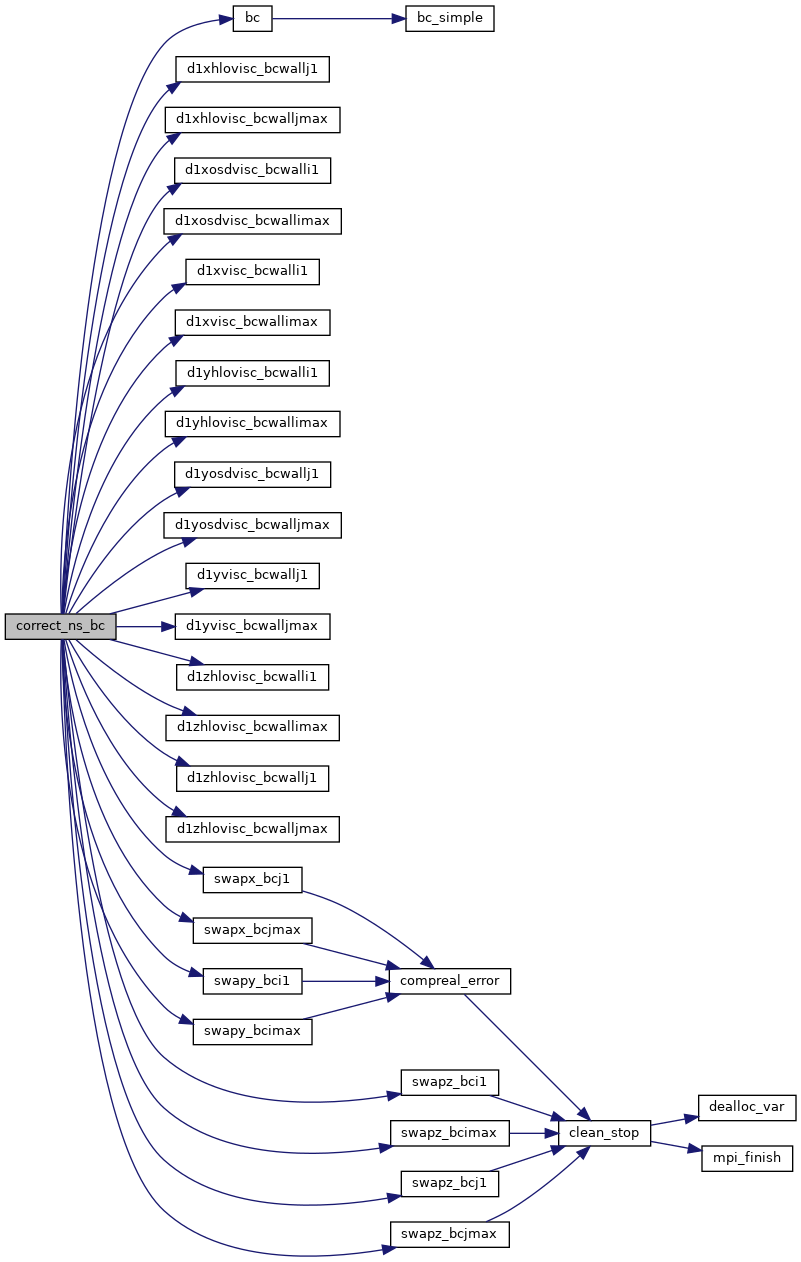 bc
bc_simple
d1xhlovisc_bcwallj1
d1xhlovisc_bcwalljmax
d1xosdvisc_bcwalli1
d1xosdvisc_bcwallimax
d1xvisc_bcwalli1
d1xvisc_bcwallimax
d1yhlovisc_bcwalli1
d1yhlovisc_bcwallimax
d1yosdvisc_bcwallj1
d1yosdvisc_bcwalljmax
d1yvisc_bcwallj1
correct_ns_bc
d1yvisc_bcwalljmax
d1zhlovisc_bcwalli1
d1zhlovisc_bcwallimax
d1zhlovisc_bcwallj1
d1zhlovisc_bcwalljmax
swapx_bcj1
swapx_bcjmax
swapy_bci1
compreal_error
swapy_bcimax
swapz_bci1
dealloc_var
swapz_bcimax
clean_stop
mpi_finish
swapz_bcj1
swapz_bcjmax